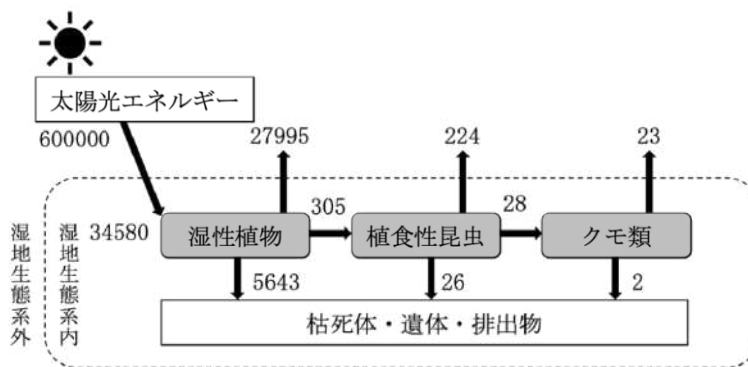 太陽光エネルギー
600000
27995
224
23
湿地生態系外
湿地生態系内
34580
湿性植物
305
植食性昆虫
28
クモ類
5643
26
2
枯死体・遺体・排出物